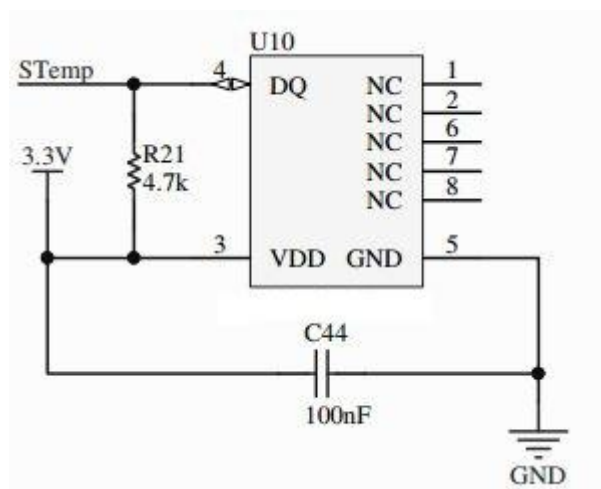 U10
STemp
4
DQ
NC
1
NC
2
NC
6
NC
7
NC
8
3.3V
R21
4.7k
3
VDD
GND
5
C44
100nF
GND